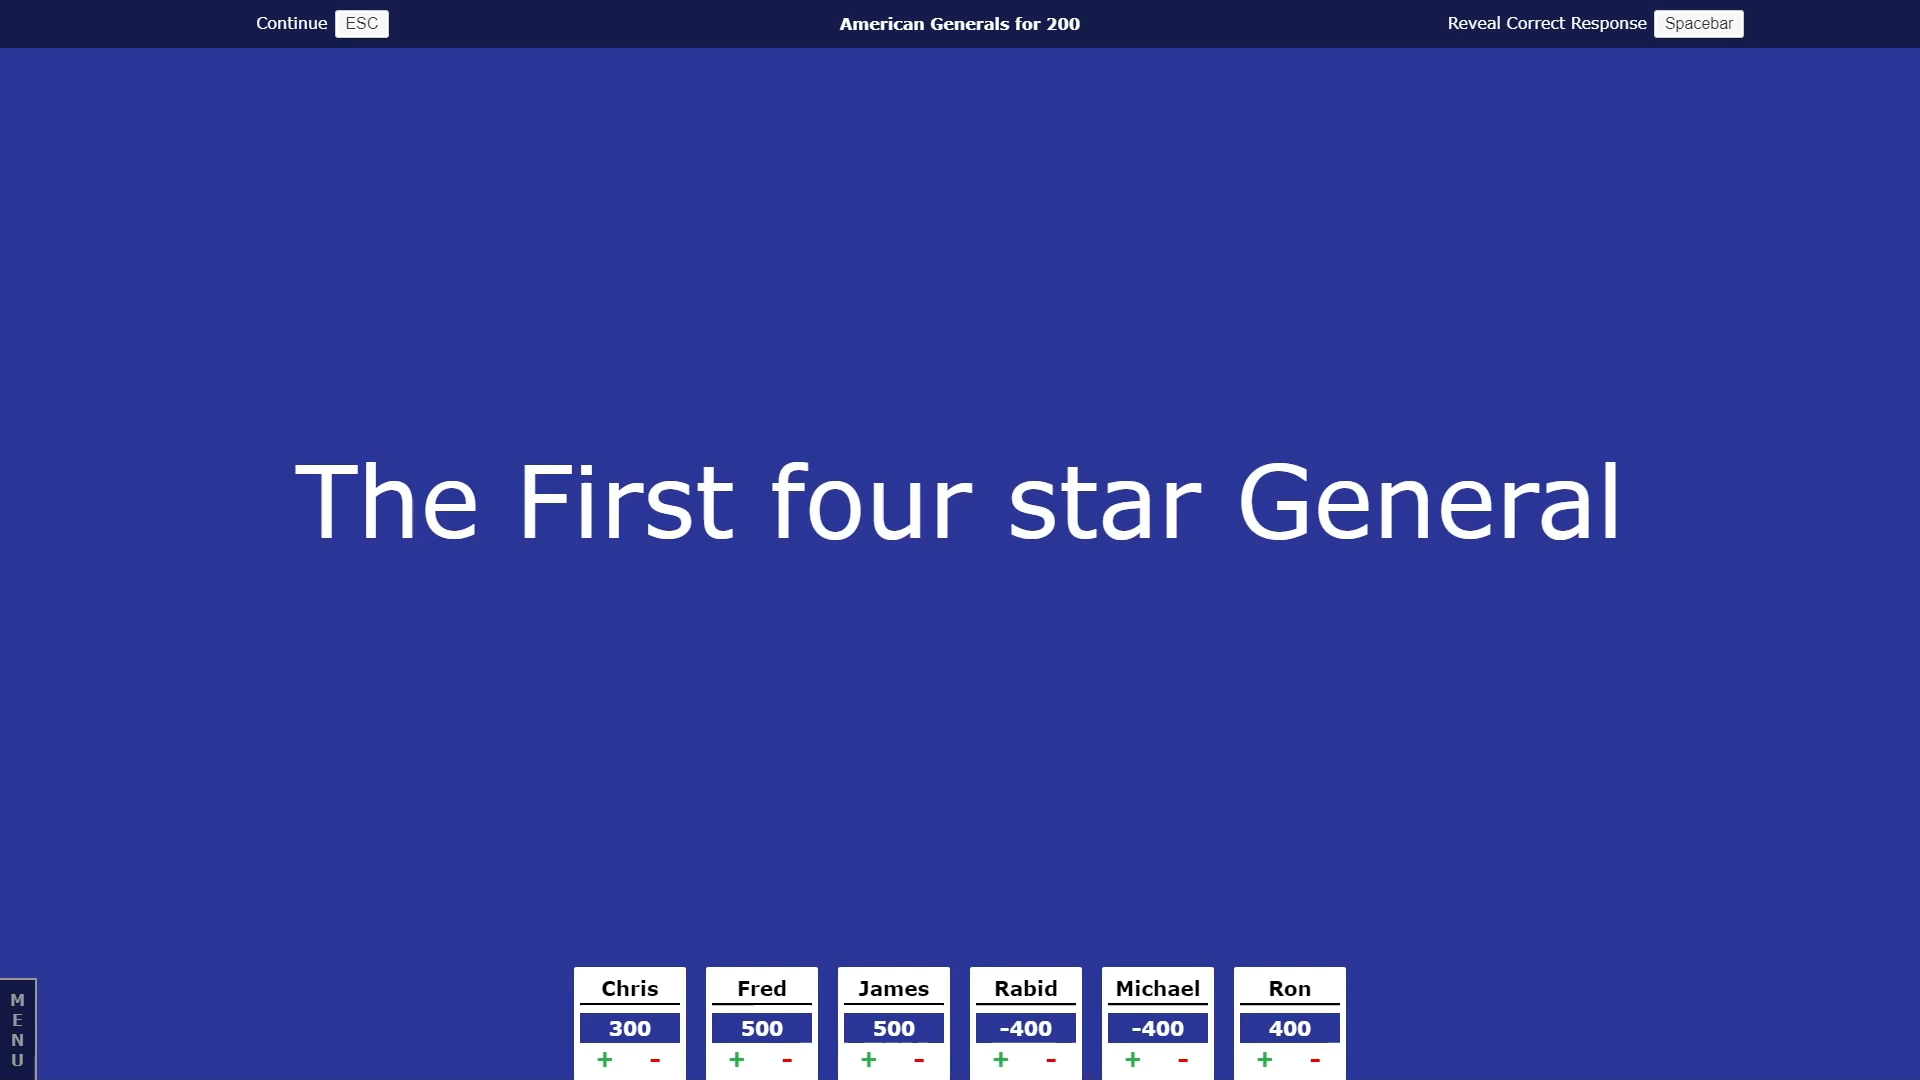 Continue ESC
American Generals for 200
Reveal Correct Response Spacebar
The First four star General
MENU
Chris Fred James Rabid Michael Ron
300 500 500 -400 -400 400
+ - + - + - + - + - + -